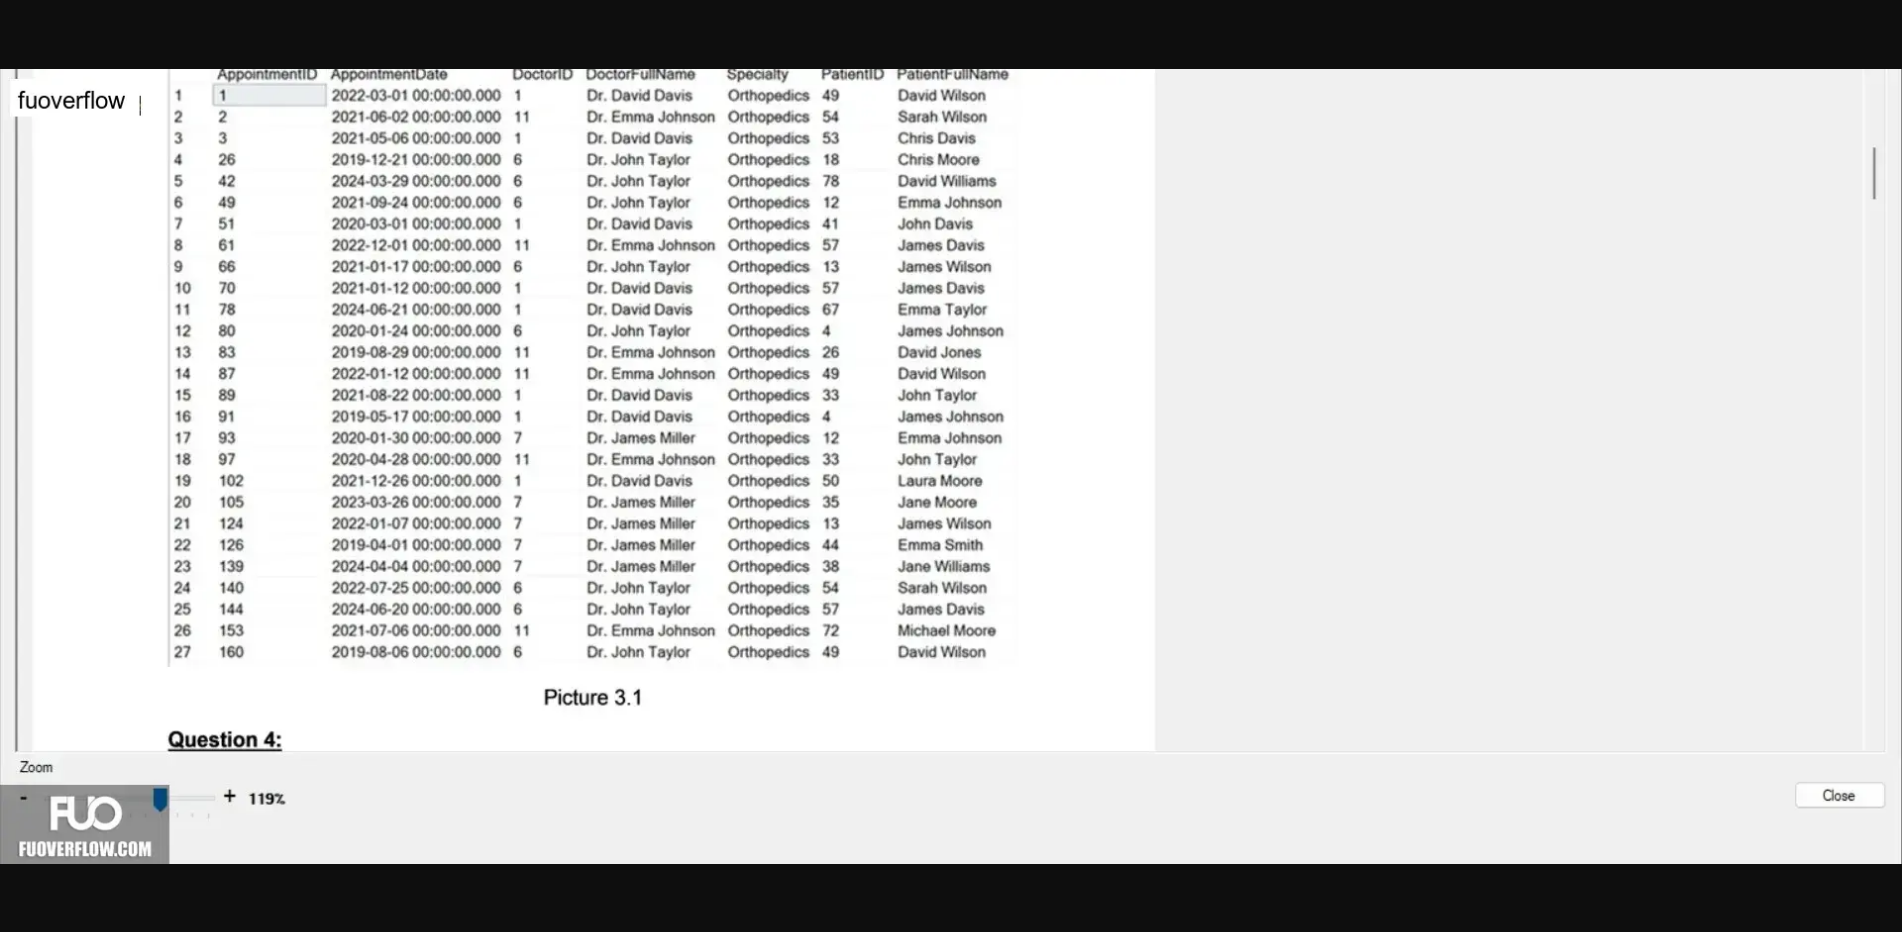 AppointmentID AppointmentDate DoctorID DoctorFullName Specialty PatientID PatientFullName
fuoverflow |
1 1 2022-03-01 00:00:00.000 1 Dr. David Davis Orthopedics 49 David Wilson
2 2 2021-06-02 00:00:00.000 11 Dr. Emma Johnson Orthopedics 54 Sarah Wilson
3 3 2021-05-06 00:00:00.000 1 Dr. David Davis Orthopedics 53 Chris Davis
4 26 2019-12-21 00:00:00.000 6 Dr. John Taylor Orthopedics 18 Chris Moore
5 42 2024-03-29 00:00:00.000 6 Dr. John Taylor Orthopedics 78 David Williams
6 49 2021-09-24 00:00:00.000 6 Dr. John Taylor Orthopedics 12 Emma Johnson
7 51 2020-03-01 00:00:00.000 1 Dr. David Davis Orthopedics 41 John Davis
8 61 2022-12-01 00:00:00.000 11 Dr. Emma Johnson Orthopedics 57 James Davis
9 66 2021-01-17 00:00:00.000 6 Dr. John Taylor Orthopedics 13 James Wilson
10 70 2021-01-12 00:00:00.000 1 Dr. David Davis Orthopedics 57 James Davis
11 78 2024-06-21 00:00:00.000 1 Dr. David Davis Orthopedics 67 Emma Taylor
12 80 2020-01-24 00:00:00.000 6 Dr. John Taylor Orthopedics 4 James Johnson
13 83 2019-08-29 00:00:00.000 11 Dr. Emma Johnson Orthopedics 26 David Jones
14 87 2022-01-12 00:00:00.000 11 Dr. Emma Johnson Orthopedics 49 David Wilson
15 89 2021-08-22 00:00:00.000 1 Dr. David Davis Orthopedics 33 John Taylor
16 91 2019-05-17 00:00:00.000 1 Dr. David Davis Orthopedics 4 James Johnson
17 93 2020-01-30 00:00:00.000 7 Dr. James Miller Orthopedics 12 Emma Johnson
18 97 2020-04-28 00:00:00.000 11 Dr. Emma Johnson Orthopedics 33 John Taylor
19 102 2021-12-26 00:00:00.000 1 Dr. David Davis Orthopedics 50 Laura Moore
20 105 2023-03-26 00:00:00.000 7 Dr. James Miller Orthopedics 35 Jane Moore
21 124 2022-01-07 00:00:00.000 7 Dr. James Miller Orthopedics 13 James Wilson
22 126 2019-04-01 00:00:00.000 7 Dr. James Miller Orthopedics 44 Emma Smith
23 139 2024-04-04 00:00:00.000 7 Dr. James Miller Orthopedics 38 Jane Williams
24 140 2022-07-25 00:00:00.000 6 Dr. John Taylor Orthopedics 54 Sarah Wilson
25 144 2024-06-20 00:00:00.000 6 Dr. John Taylor Orthopedics 57 James Davis
26 153 2021-07-06 00:00:00.000 11 Dr. Emma Johnson Orthopedics 72 Michael Moore
27 160 2019-08-06 00:00:00.000 6 Dr. John Taylor Orthopedics 49 David Wilson
Picture 3.1
Question 4:
Zoom
- + 119%
Close
FUO
FUOVERFLOW.COM